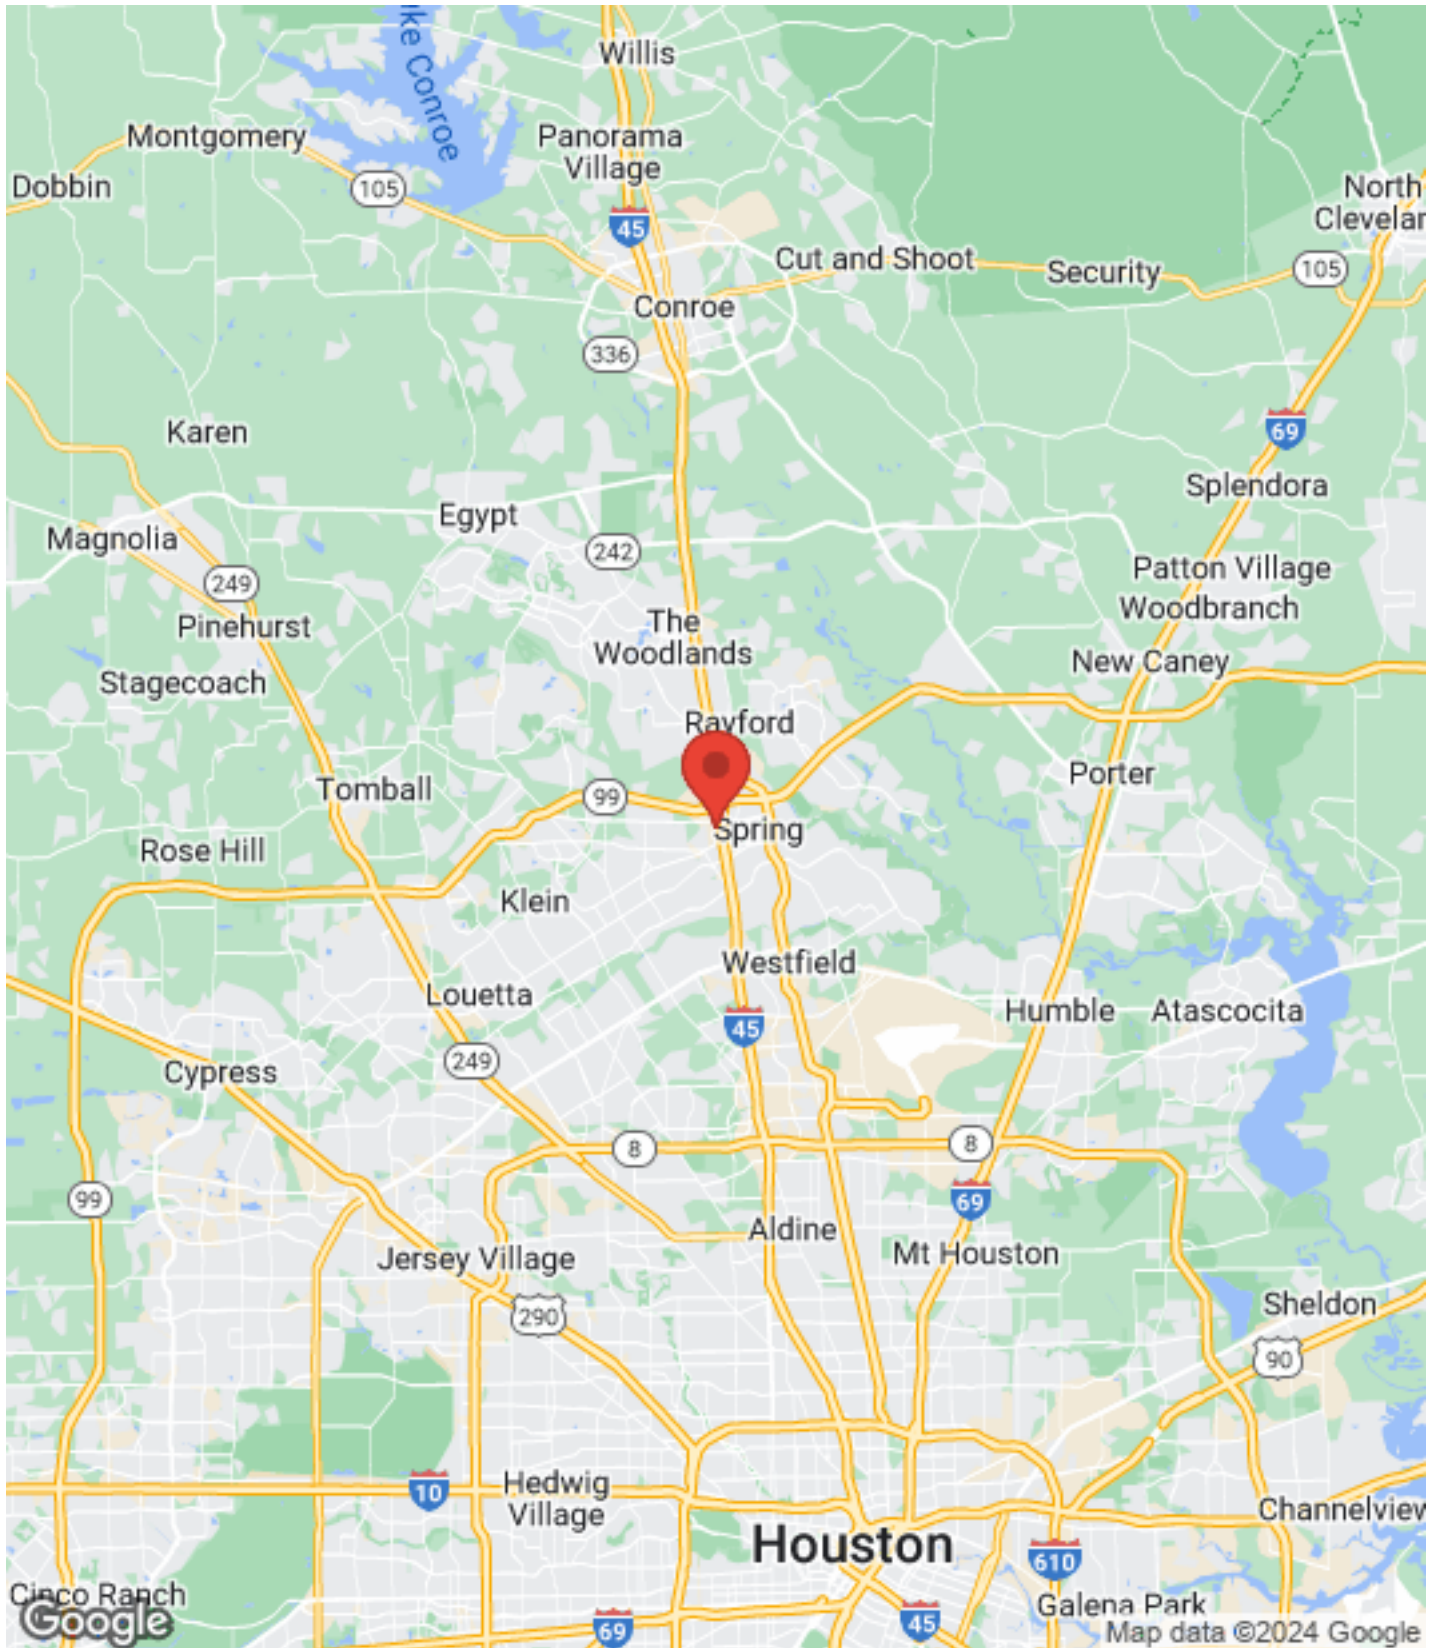 Willis
ke Conroe
Montgomery
Panorama
Village
Dobbin
105
North
Clevelar
45
Cut and Shoot
Security
105
Conroe
336
Karen
69
Splendora
Egypt
Magnolia
242
Patton Village
249
Woodbranch
Pinehurst
The
Woodlands
New Caney
Stagecoach
Rayford
Porter
Tomball
99
Spring
Rose Hill
Klein
Westfield
Louetta
Humble
Atascocita
45
249
Cypress
8
8
99
69
Aldine
Mt Houston
Jersey Village
Sheldon
290
90
Hedwig
Village
10
Channelview
Houston
610
Cinco Ranch
Galena Park
Google
69
45
Map data ©2024 Google